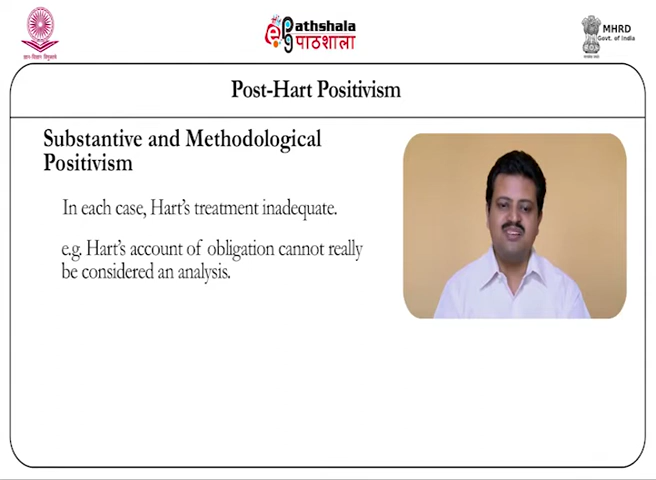 ePathshala
पाठशाला
MHRD
Govt. of India
Post-Hart Positivism
Substantive and Methodological
Positivism
In each case, Hart's treatment inadequate.
e.g. Hart's account of obligation cannot really
be considered an analysis.